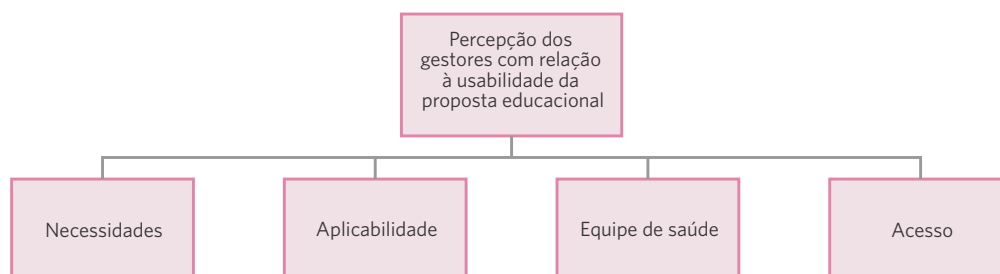 Percepção dos
gestores com relação
à usabilidade da
proposta educacional
Necessidades
Aplicabilidade
Equipe de saúde
Acesso